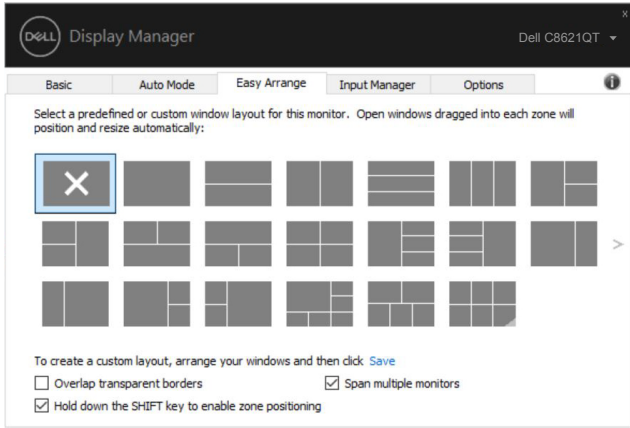 x
DELL Display Manager Dell C8621QT
Basic Auto Mode Easy Arrange Input Manager Options i
Select a predefined or custom window layout for this monitor. Open windows dragged into each zone will
position and resize automatically:
>
To create a custom layout, arrange your windows and then click Save
Overlap transparent borders Span multiple monitors
Hold down the SHIFT key to enable zone positioning